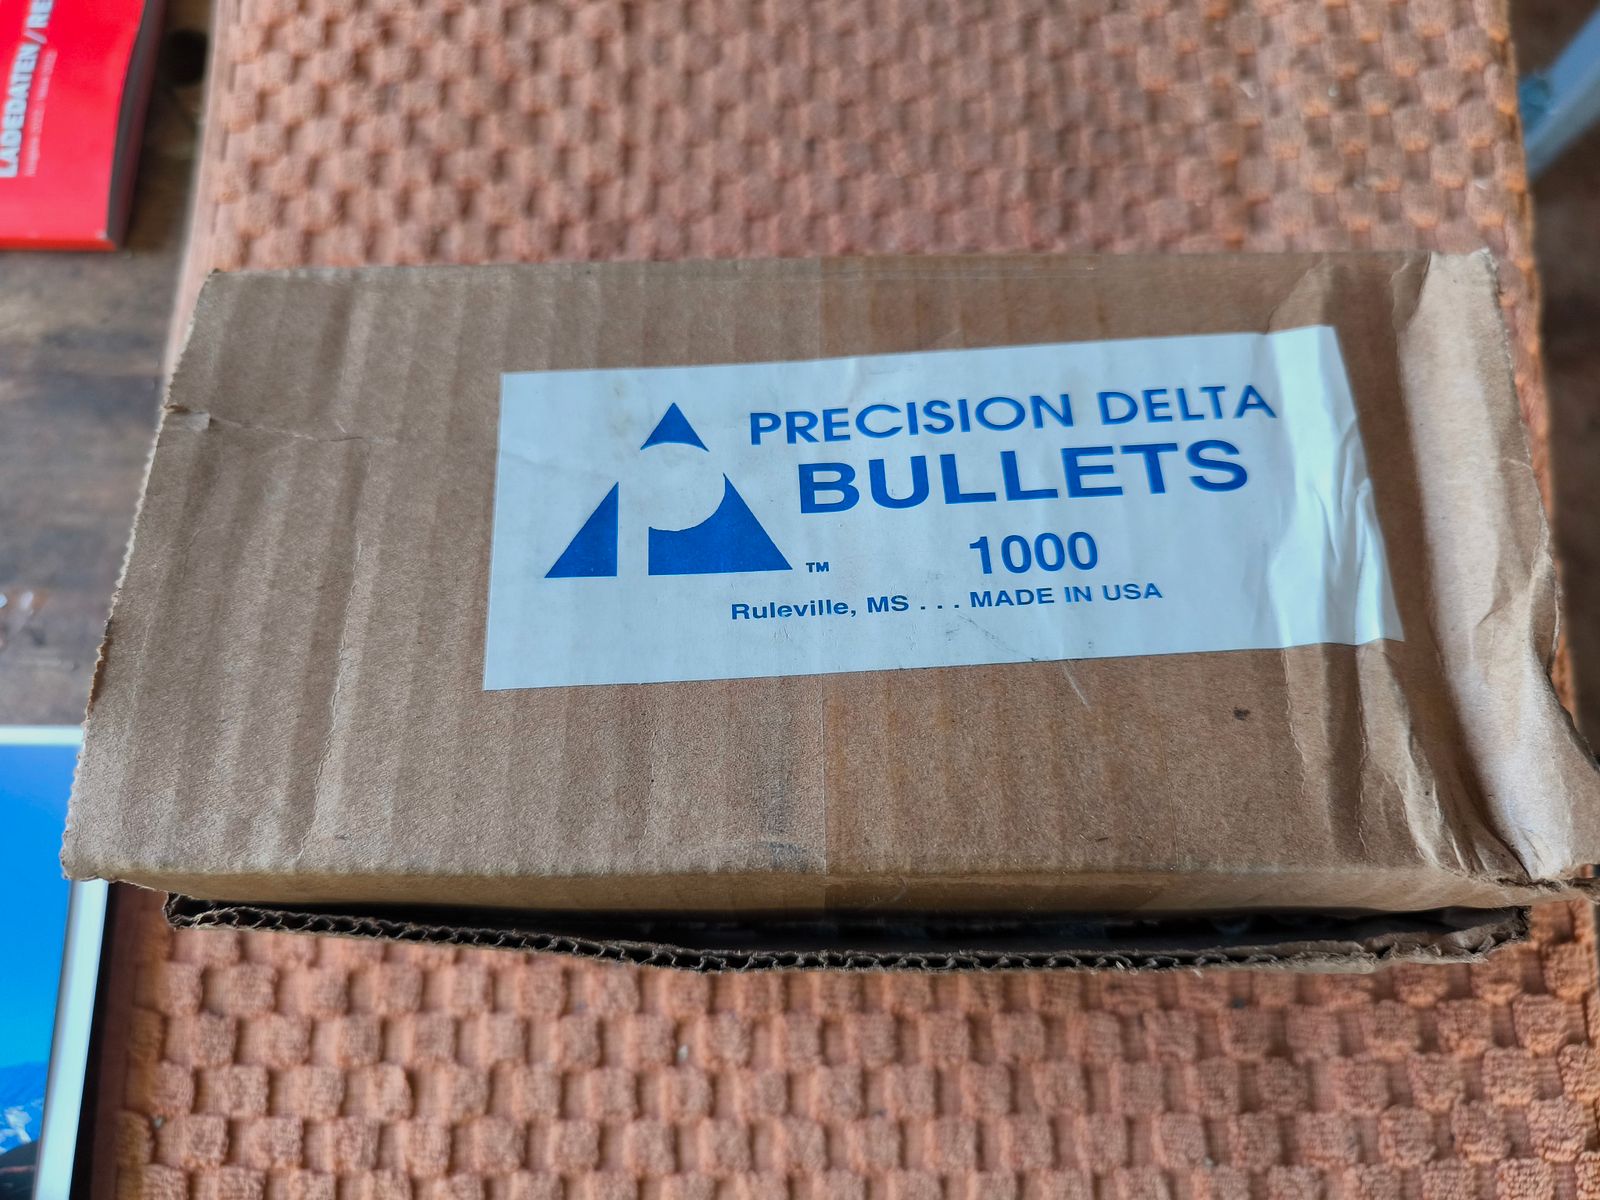 LADEDATEN/RE
PRECISION DELTA
BULLETS
1000
TM
Ruleville, MS . . . MADE IN USA